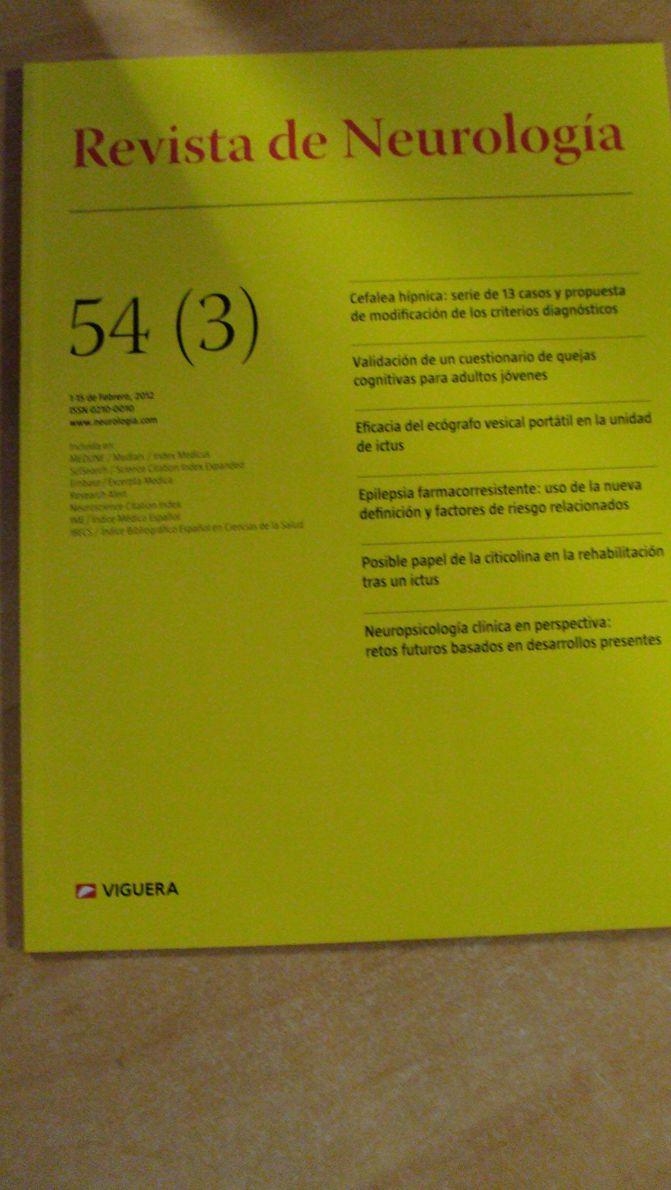 Revista de Neurología
54 (3)
1-15 de Febrero, 2012
ISSN 0210-0010
www.neurologia.com
Incluida en:
MEDLINE / Medlars / Index Medicus
SciSearch / Science Citation Index Expanded
Embase / Excerpta Medica
Research Alert
Neuroscience Citation Index
IME / Índice Médico Español
IBECS / Índice Bibliográfico Español en Ciencias de la Salud
Cefalea hípnica: serie de 13 casos y propuesta
de modificación de los criterios diagnósticos
Validación de un cuestionario de quejas
cognitivas para adultos jóvenes
Eficacia del ecógrafo vesical portátil en la unidad
de ictus
Epilepsia farmacorresistente: uso de la nueva
definición y factores de riesgo relacionados
Posible papel de la citicolina en la rehabilitación
tras un ictus
Neuropsicología clínica en perspectiva:
retos futuros basados en desarrollos presentes
VIGUERA